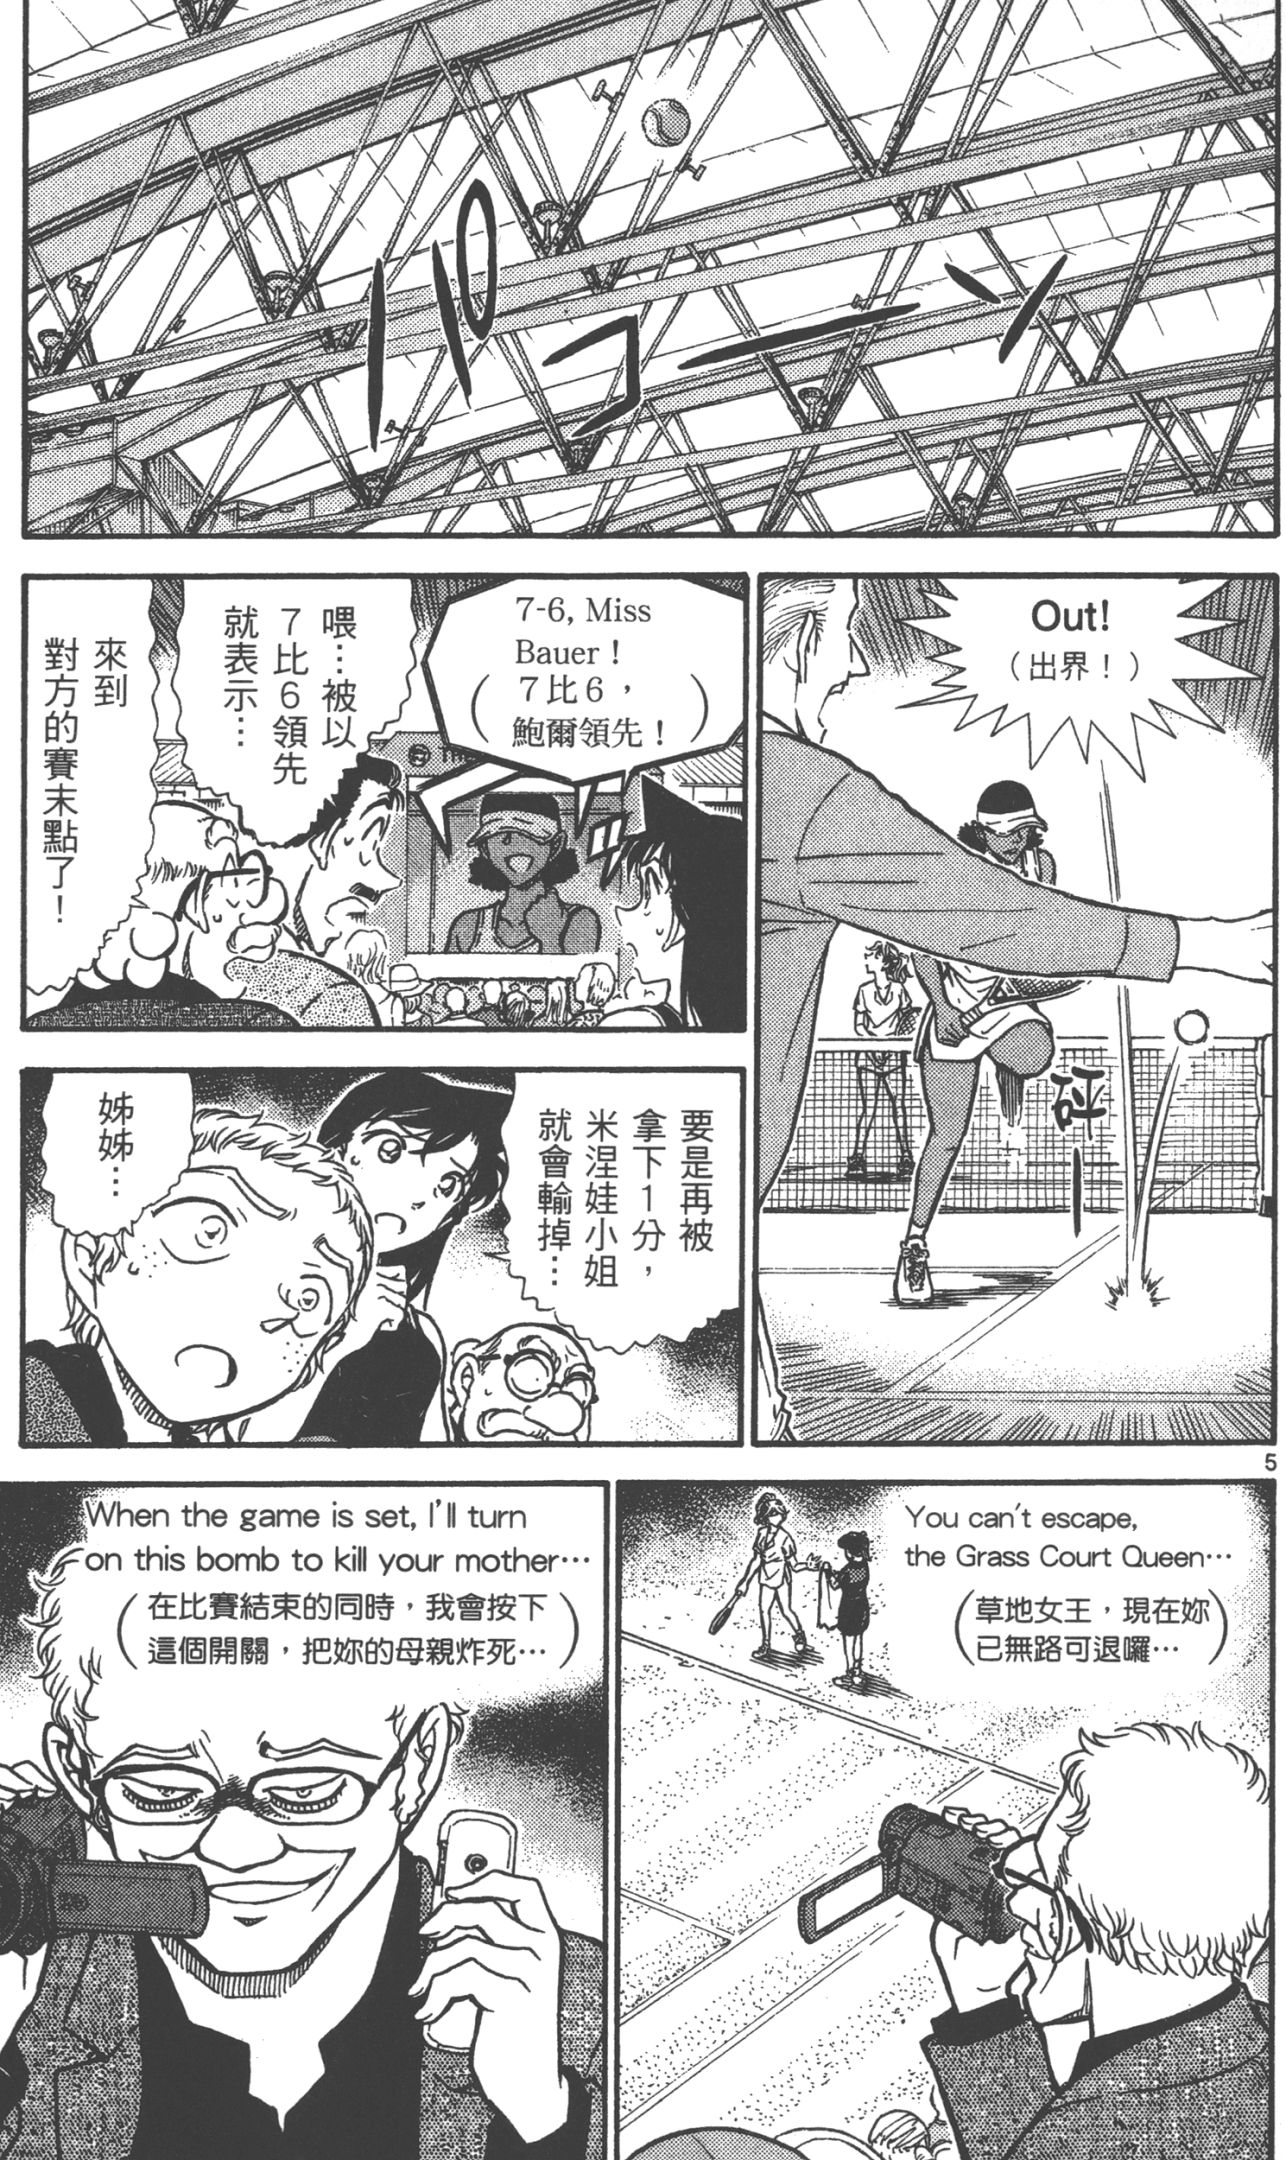 パコーン
Out!
（出界！）
砰—
7-6, Miss
Bauer！
（７比６，
鮑爾領先！）
喂…被以
７比６領先
就表示…
來到
對方的賽末點了！
要是再被
拿下１分，
米涅娃小姐
就會輸掉…
姊姊…
5
You can't escape,
the Grass Court Queen…
（草地女王，現在妳
已無路可退囉…）
When the game is set, I'll turn
on this bomb to kill your mother…
（在比賽結束的同時，我會按下
這個開關，把妳的母親炸死…）